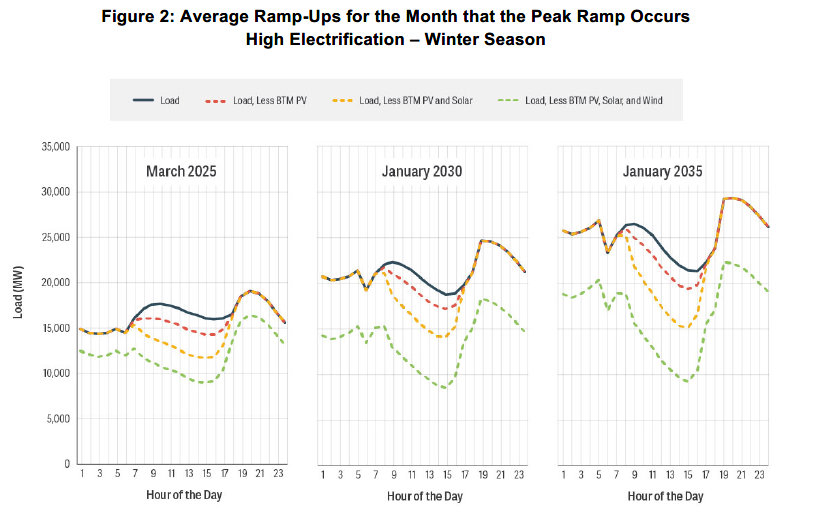 Figure 2: Average Ramp-Ups for the Month that the Peak Ramp Occurs
High Electrification – Winter Season
Load
Load, Less BTM PV
Load, Less BTM PV and Solar
Load, Less BTM PV, Solar, and Wind
March 2025
January 2030
January 2035
Load (MW)
35,000
30,000
25,000
20,000
15,000
10,000
5,000
0
1 3 5 7 9 11 13 15 17 19 21 23
1 3 5 7 9 11 13 15 17 19 21 23
1 3 5 7 9 11 13 15 17 19 21 23
Hour of the Day
Hour of the Day
Hour of the Day